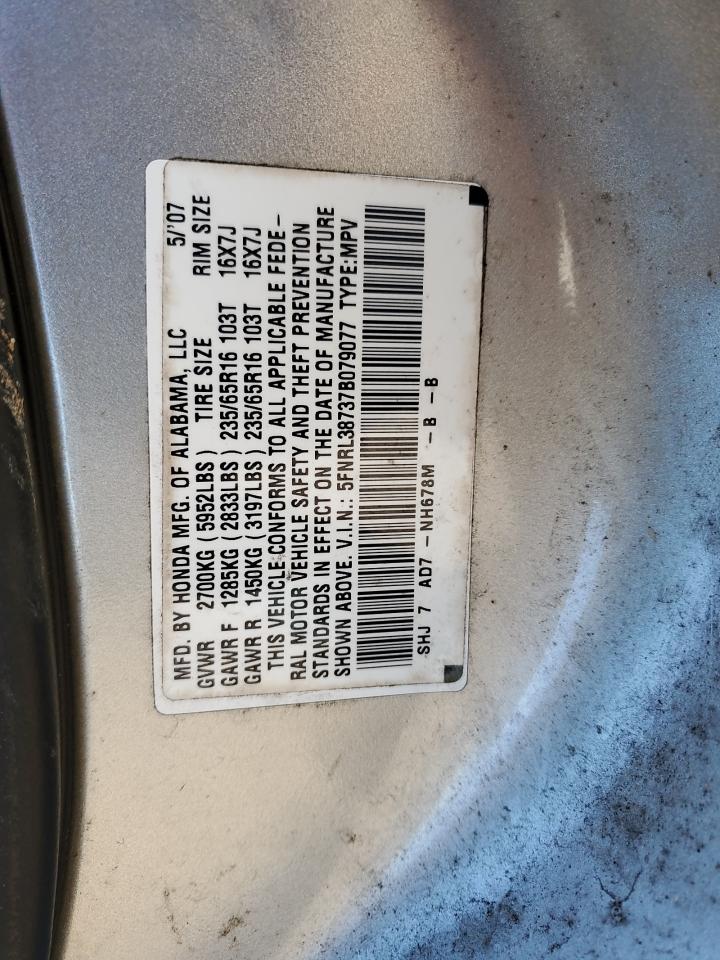 MFD. BY HONDA MFG. OF ALABAMA, LLC 5/'07
GVWR 2700KG (5952LBS) TIRE SIZE RIM SIZE
GAWR F 1285KG (2833LBS) 235/65R16 103T 16X7J
GAWR R 1450KG (3197LBS) 235/65R16 103T 16X7J
THIS VEHICLE CONFORMS TO ALL APPLICABLE FEDE-
RAL MOTOR VEHICLE SAFETY AND THEFT PREVENTION
STANDARDS IN EFFECT ON THE DATE OF MANUFACTURE
SHOWN ABOVE. V.I.N.: 5FNRL38737B079077 TYPE:MPV
SHJ 7 AD7 -NH678M -B -B